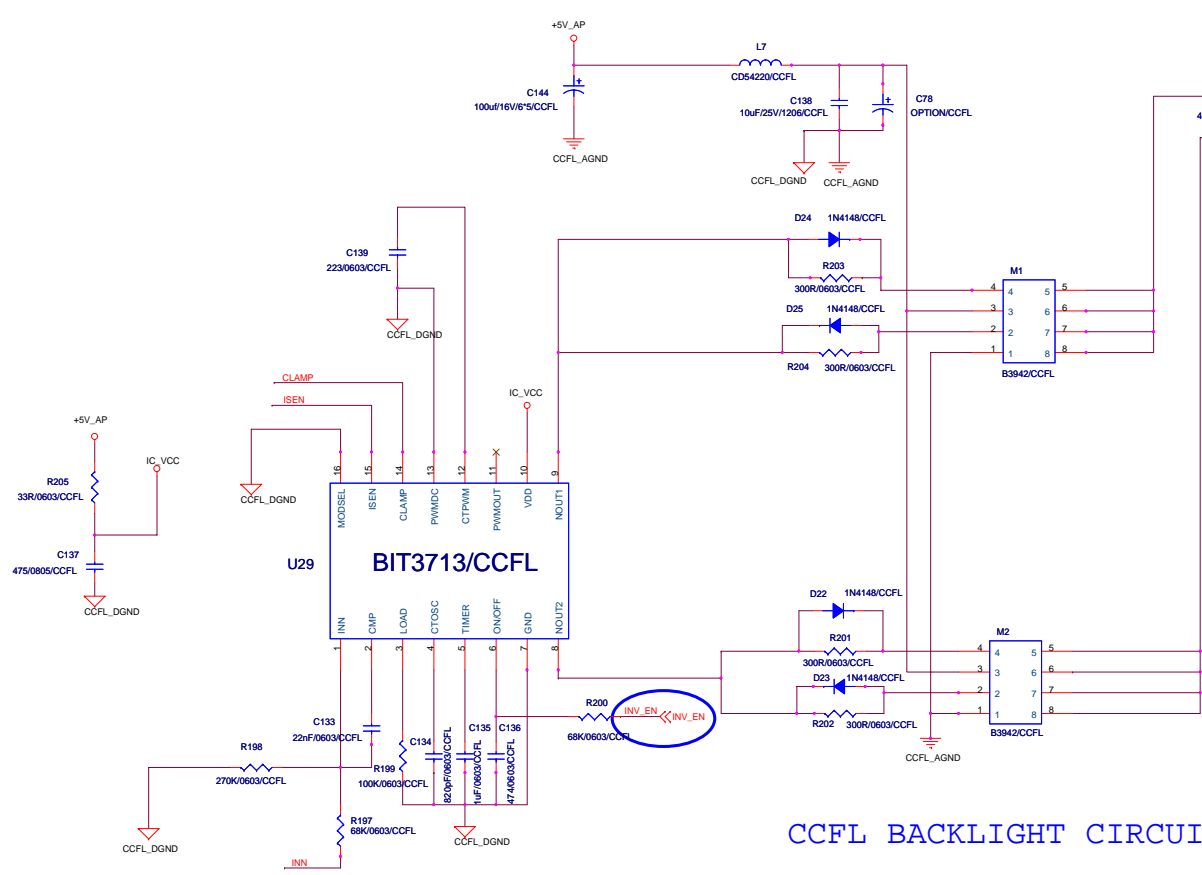 +5V_AP
L7
CD54220/CCFL
C144
100uf/16V/6*5/CCFL
+
C138
10uF/25V/1206/CCFL
+
C78
OPTION/CCFL
4
CCFL_AGND
CCFL_DGND
CCFL_AGND
D24
1N4148/CCFL
C139
223/0603/CCFL
R203
300R/0603/CCFL
M1
D25
1N4148/CCFL
4
4
5
5
3
3
6
6
2
2
7
7
1
1
8
8
CCFL_DGND
R204
300R/0603/CCFL
B3942/CCFL
CLAMP
ISEN
IC_VCC
+5V_AP
IC_VCC
R205
33R/0603/CCFL
CCFL_DGND
16
15
14
13
12
11
10
9
MODSEL
ISEN
CLAMP
PWMDC
CTPWM
PWMOUT
VDD
NOUT1
C137
475/0805/CCFL
CCFL_DGND
U29
BIT3713/CCFL
INN
CMP
LOAD
CTOSC
TIMER
ON/OFF
GND
NOUT2
1
2
3
4
5
6
7
8
D22
1N4148/CCFL
R201
300R/0603/CCFL
M2
4
4
5
5
3
3
6
6
2
2
7
7
1
1
8
8
D23
1N4148/CCFL
R202
300R/0603/CCFL
B3942/CCFL
R200
68K/0603/CCFL
INV_EN
INV_EN
C133
22nF/0603/CCFL
C134
820pF/0603/CCFL
C135
1uF/0603/CCFL
C136
474/0603/CCFL
R198
270K/0603/CCFL
R199
100K/0603/CCFL
CCFL_AGND
R197
68K/0603/CCFL
CCFL_DGND
CCFL_DGND
INN
CCFL BACKLIGHT CIRCUI